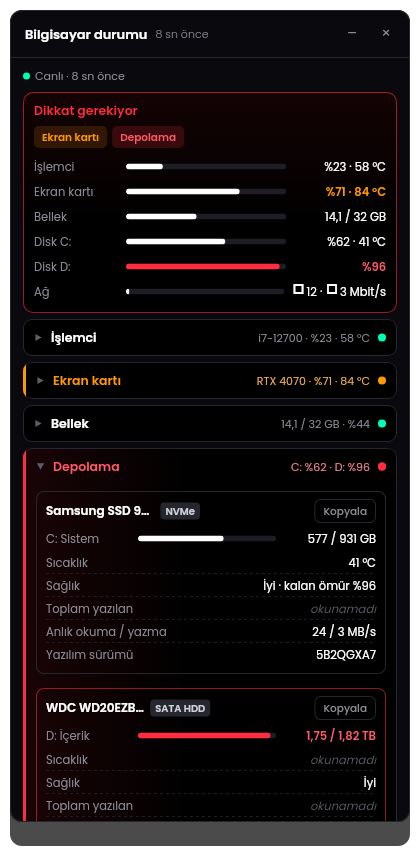 Bilgisayar durumu 8 sn önce
Canlı · 8 sn önce
Dikkat gerekiyor
Ekran kartı Depolama
İşlemci %23 · 58 °C
Ekran kartı %71 · 84 °C
Bellek 14,1 / 32 GB
Disk C: %62 · 41 °C
Disk D: %96
Ağ □ 12 · □ 3 Mbit/s
İşlemci i7-12700 · %23 · 58 °C
Ekran kartı RTX 4070 · %71 · 84 °C
Bellek 14,1 / 32 GB · %44
Depolama C: %62 · D: %96
Samsung SSD 9... NVMe Kopyala
C: Sistem 577 / 931 GB
Sıcaklık 41 °C
Sağlık İyi · kalan ömür %96
Toplam yazılan okunamadı
Anlık okuma / yazma 24 / 3 MB/s
Yazılım sürümü 5B2QGXA7
WDC WD20EZB... SATA HDD Kopyala
D: İçerik 1,75 / 1,82 TB
Sıcaklık okunamadı
Sağlık İyi
Toplam yazılan okunamadı